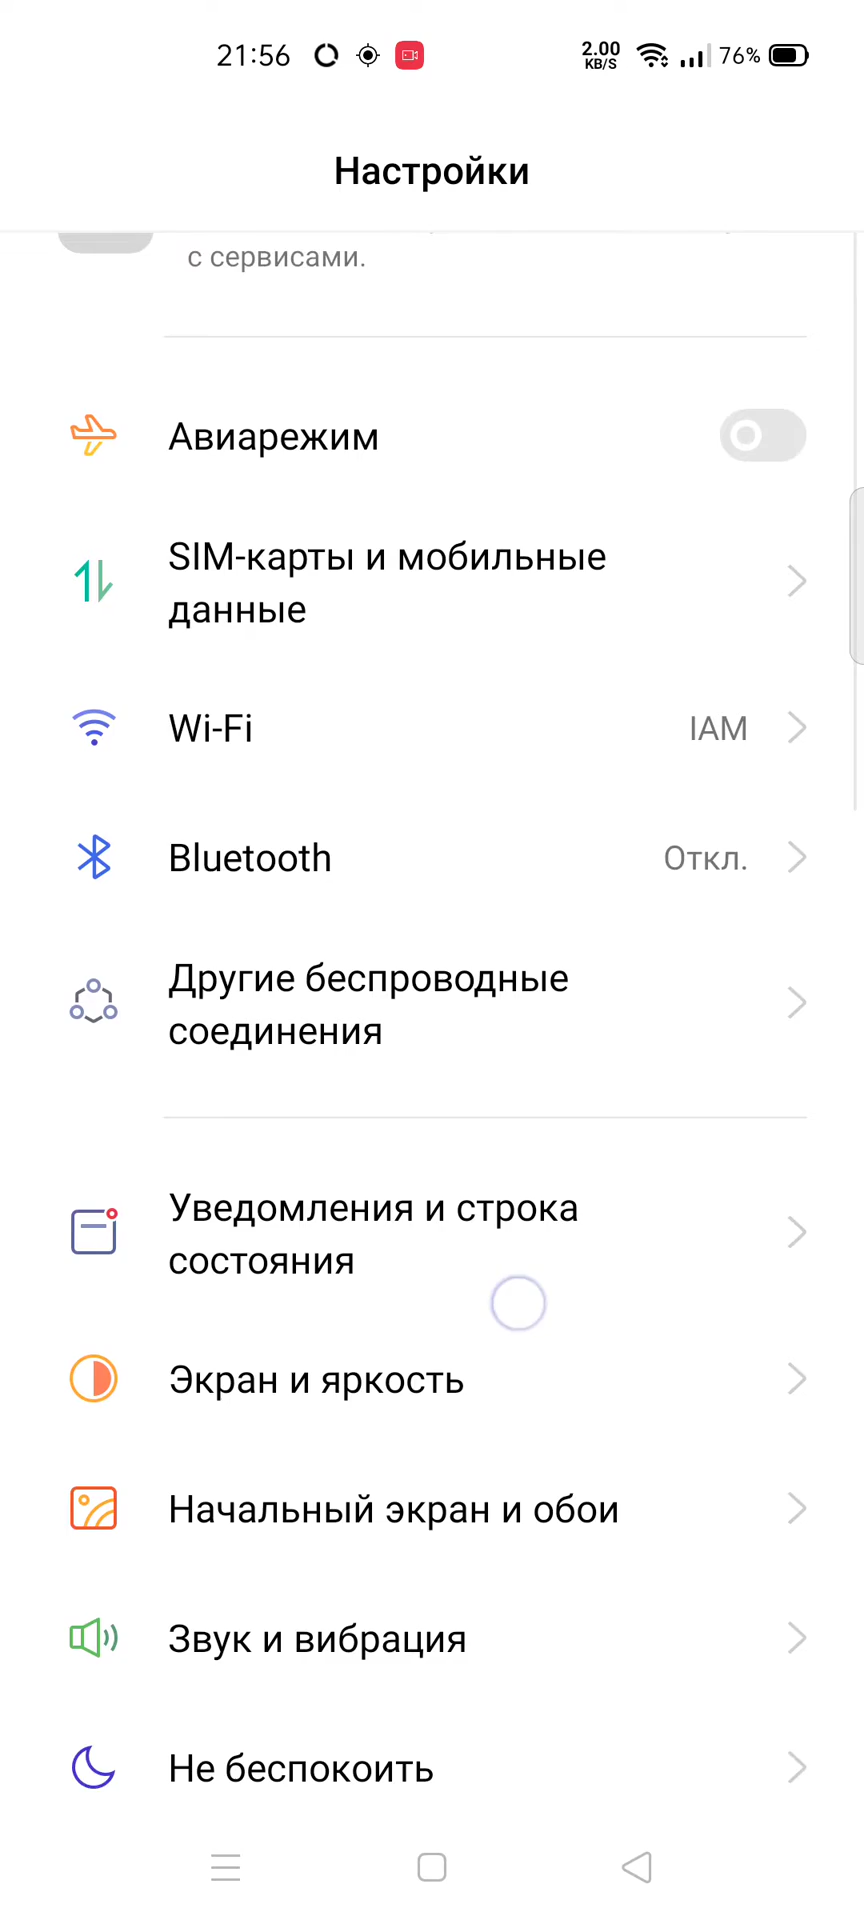 21:56
2.00
KB/S
76%
Настройки
с сервисами.
Авиарежим
SIM-карты и мобильные
данные
Wi-Fi
IAM
Bluetooth
Откл.
Другие беспроводные
соединения
Уведомления и строка
состояния
Экран и яркость
Начальный экран и обои
Звук и вибрация
Не беспокоить